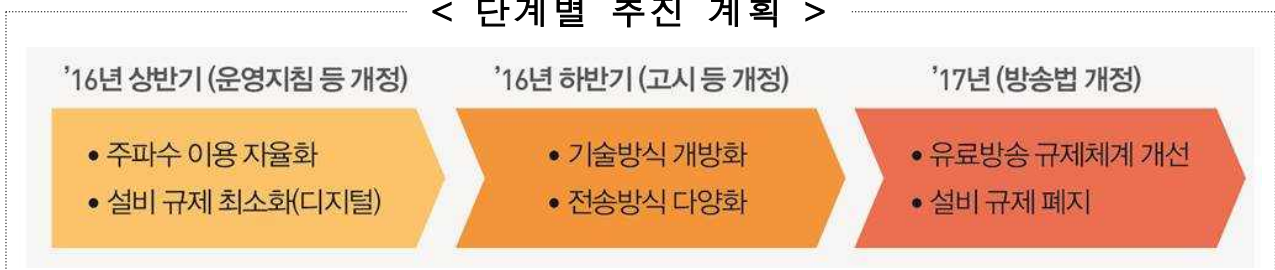 < 단계별 추진 계획 >
’16년 상반기 (운영지침 등 개정)
• 주파수 이용 자율화
• 설비 규제 최소화(디지털)
’16년 하반기 (고시 등 개정)
• 기술방식 개방화
• 전송방식 다양화
’17년 (방송법 개정)
• 유료방송 규제체계 개선
• 설비 규제 폐지